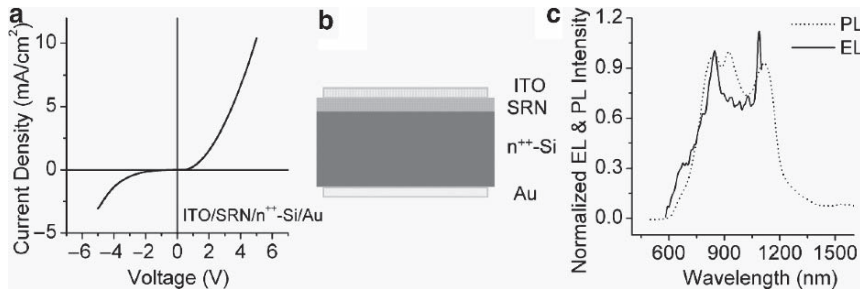 a
Current Density (mA/cm²)
10
5
0
−5
−6 −4 −2 0 2 4 6
Voltage (V)
ITO/SRN/n⁺⁺-Si/Au
b
ITO
SRN
n⁺⁺-Si
Au
c
Normalized EL & PL Intensity
1.2
0.9
0.6
0.3
0.0
600 900 1200 1500
Wavelength (nm)
PL
EL